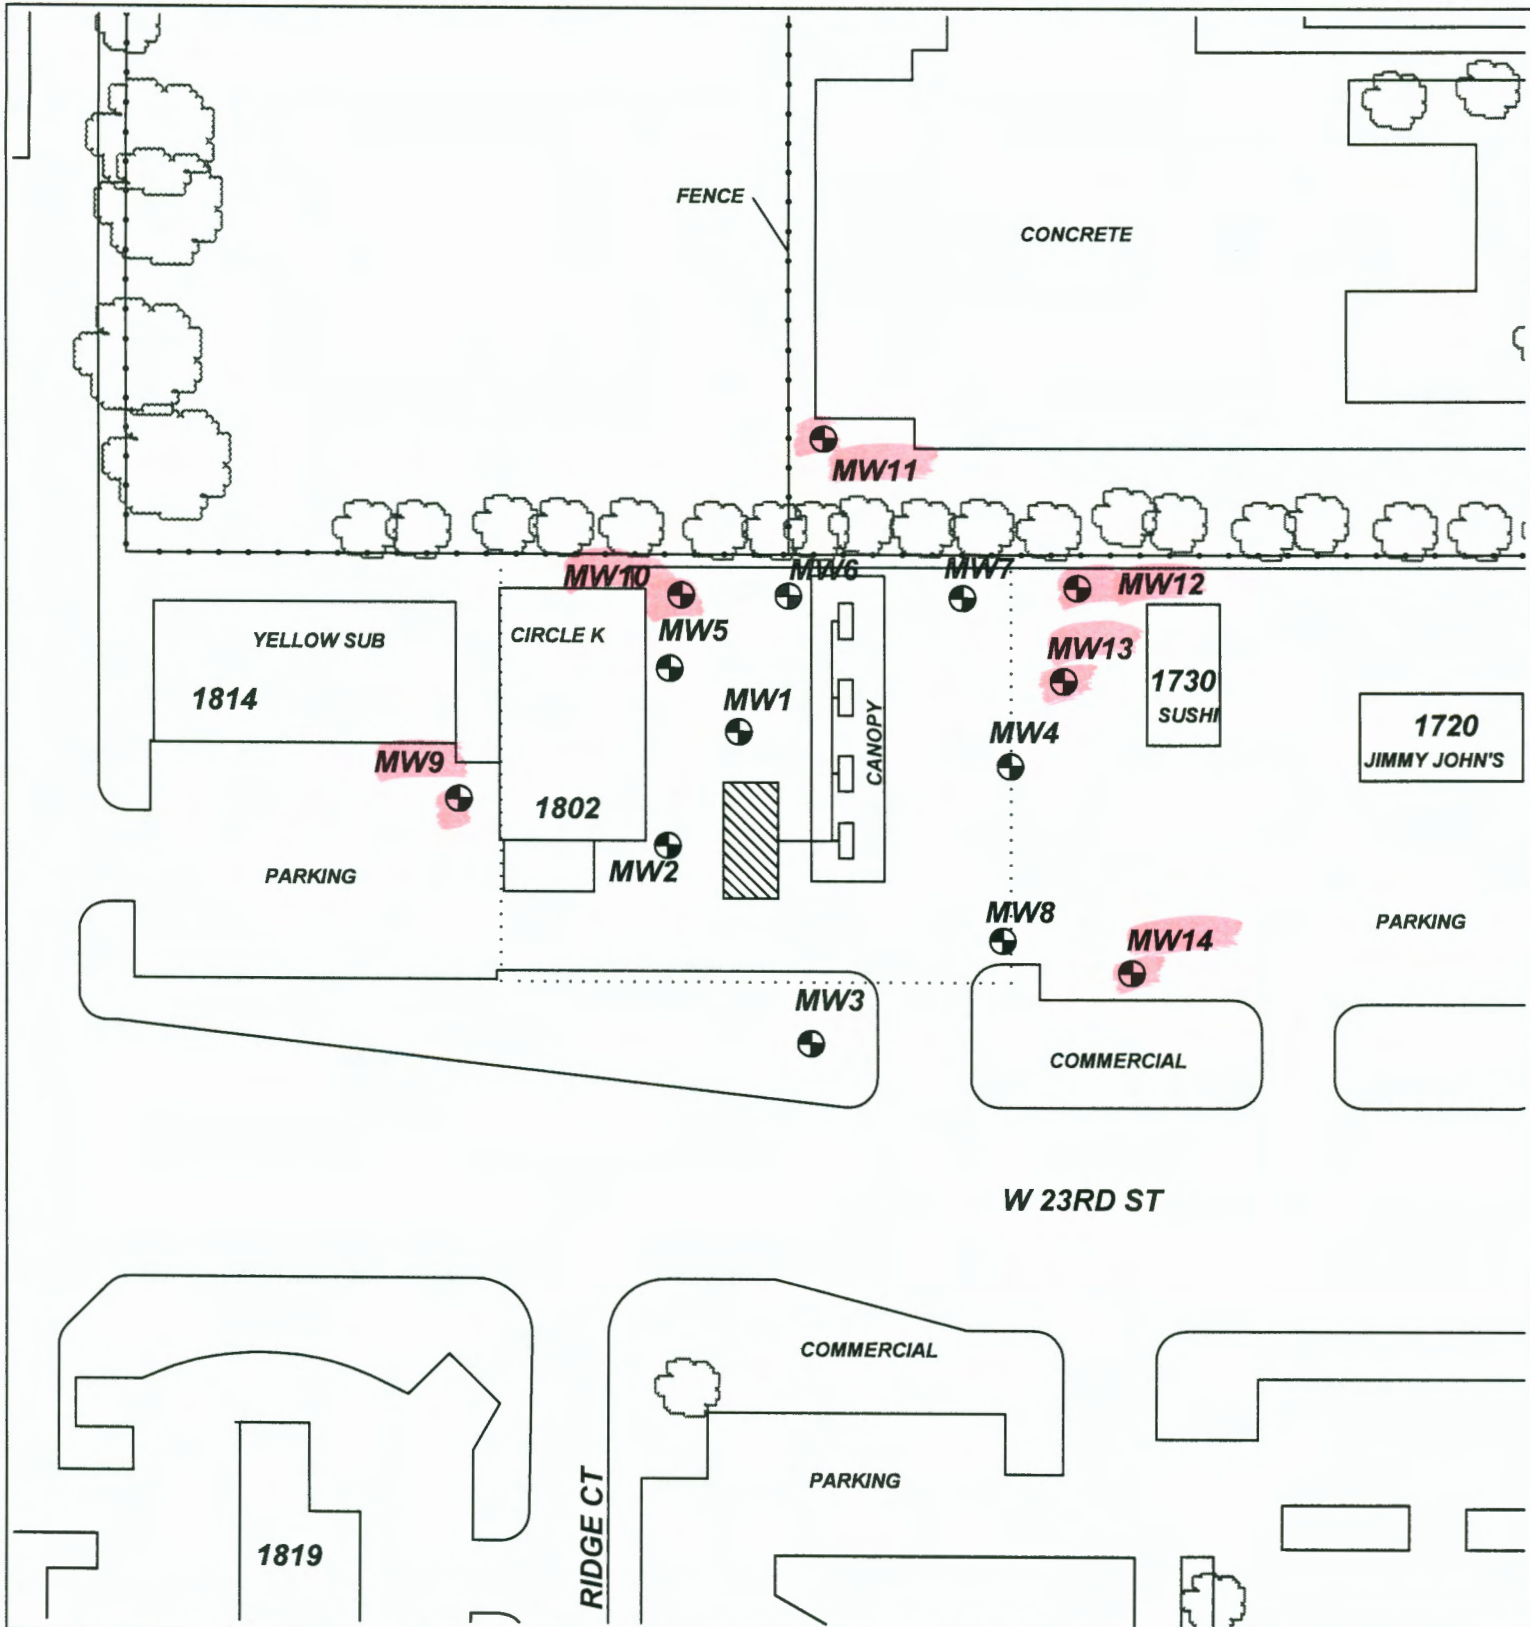 FENCE
CONCRETE
MW11
MW10
MW6
MW7
MW12
YELLOW SUB
CIRCLE K
MW5
MW13
1814
1730
SUSHI
MW1
CANOPY
MW4
1720
JIMMY JOHN'S
MW9
1802
MW2
PARKING
MW8
MW14
PARKING
MW3
COMMERCIAL
W 23RD ST
COMMERCIAL
PARKING
RIDGE CT
1819